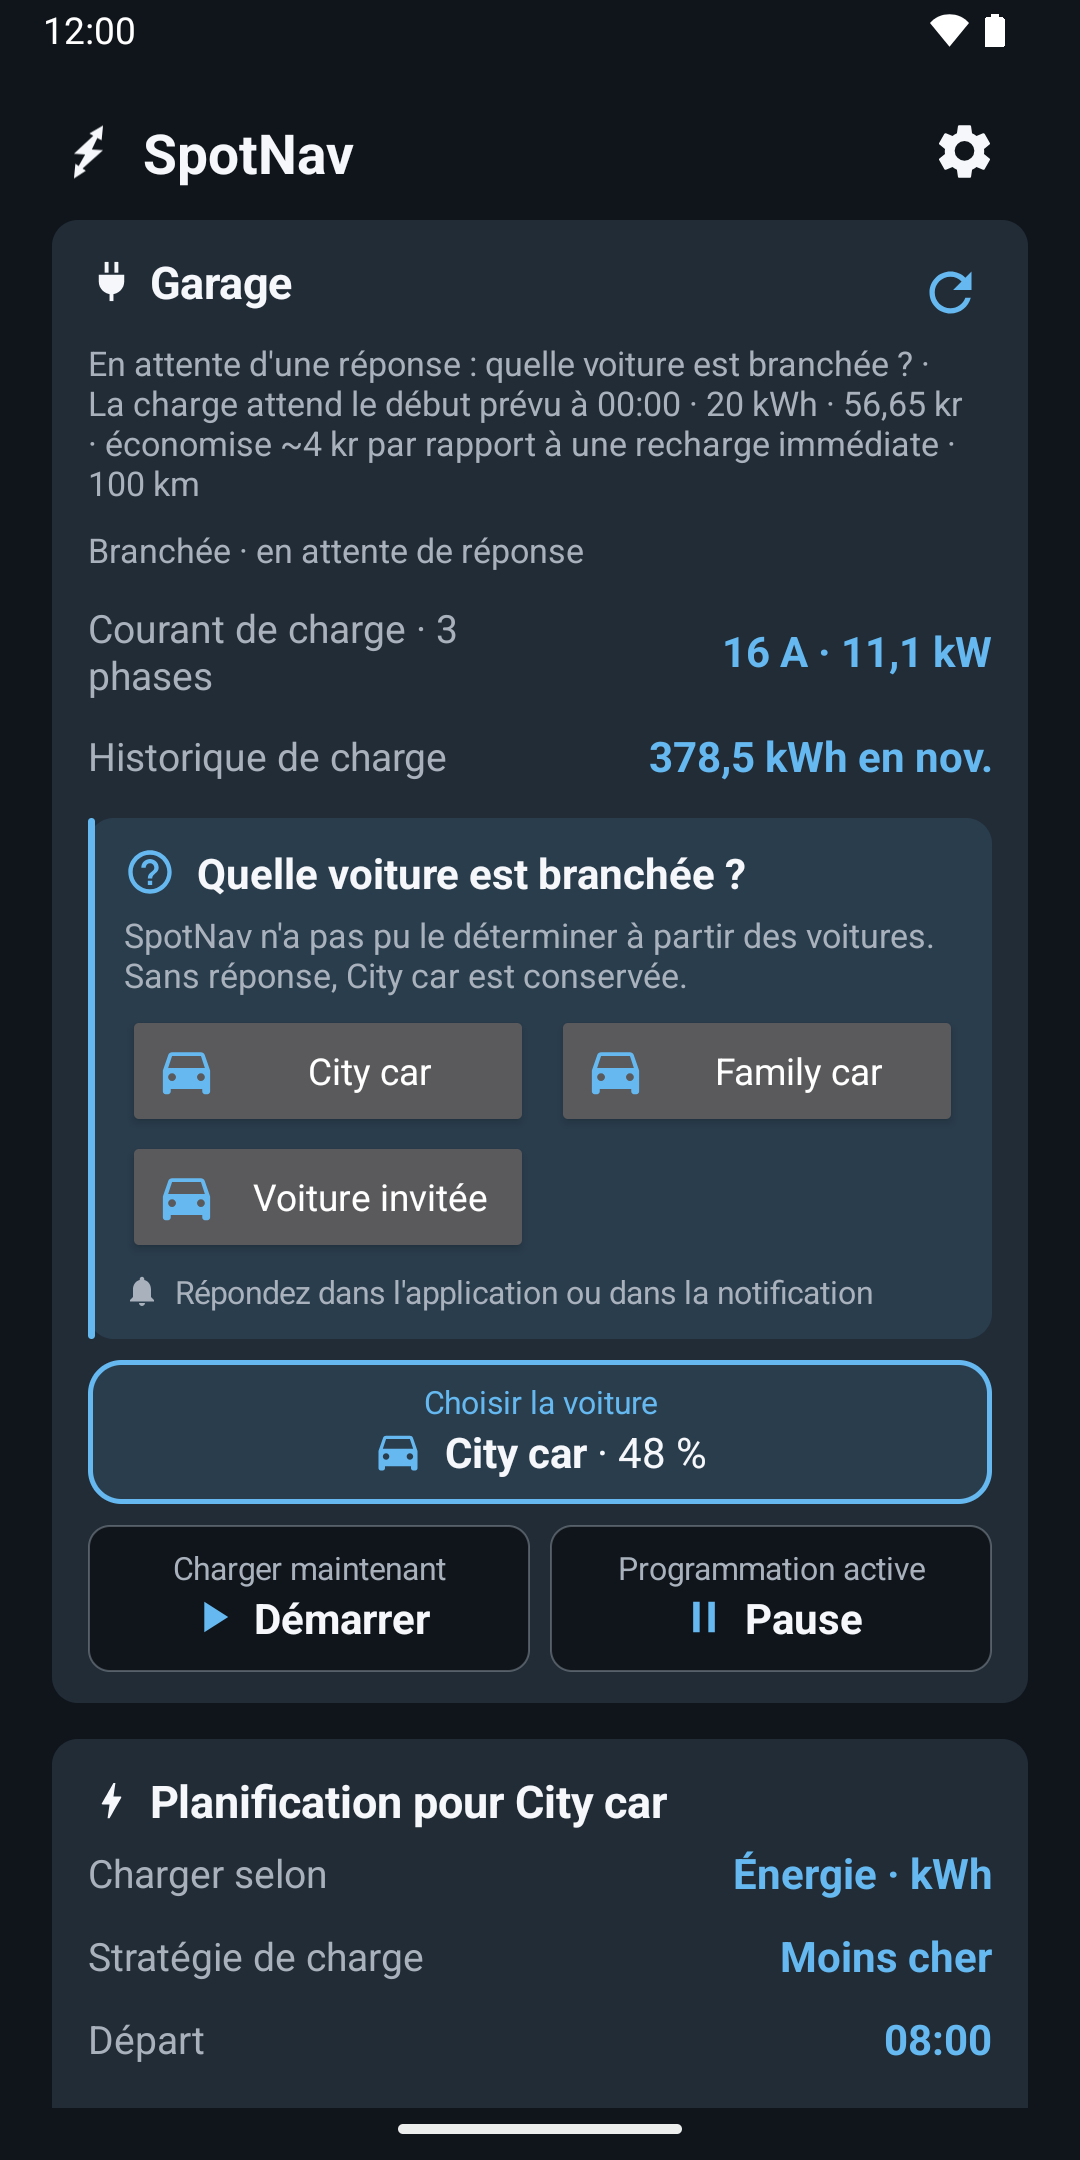 12:00
SpotNav
Garage
En attente d'une réponse : quelle voiture est branchée ? ·
La charge attend le début prévu à 00:00 · 20 kWh · 56,65 kr
· économise ~4 kr par rapport à une recharge immédiate ·
100 km
Branchée · en attente de réponse
Courant de charge · 3
phases
16 A · 11,1 kW
Historique de charge
378,5 kWh en nov.
Quelle voiture est branchée ?
SpotNav n'a pas pu le déterminer à partir des voitures.
Sans réponse, City car est conservée.
City car
Family car
Voiture invitée
Répondez dans l'application ou dans la notification
Choisir la voiture
City car · 48 %
Charger maintenant
Démarrer
Programmation active
Pause
Planification pour City car
Charger selon
Énergie · kWh
Stratégie de charge
Moins cher
Départ
08:00